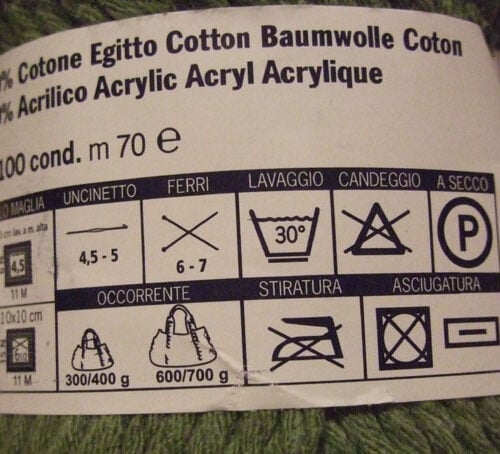 % Cotone Egitto Cotton Baumwolle Coton
% Acrilico Acrylic Acryl Acrylique
100 cond. m 70 e
MAGLIA UNCINETTO FERRI LAVAGGIO CANDEGGIO A SECCO
4,5 4,5 - 5 6 - 7 30° P
11 M
OCCORRENTE STIRATURA ASCIUGATURA
10x10 cm
11 M 300/400 g 600/700 g